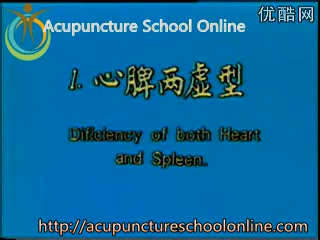 优酷网
Acupuncture School Online
1. 心脾两虚型
Dificiency of both Heart
and Spleen.
http://acupunctureschoolonline.com